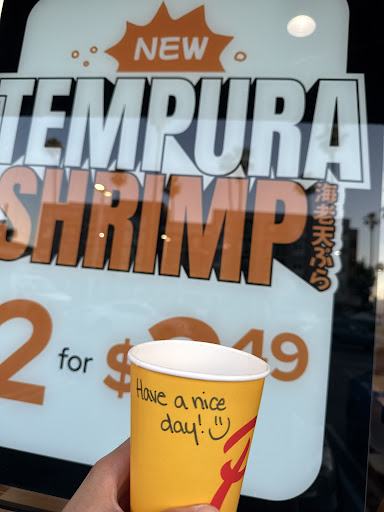 NEW
TEMPURA
SHRIMP
海老天ぷら
2 for $ 49
Have a nice
day! :)